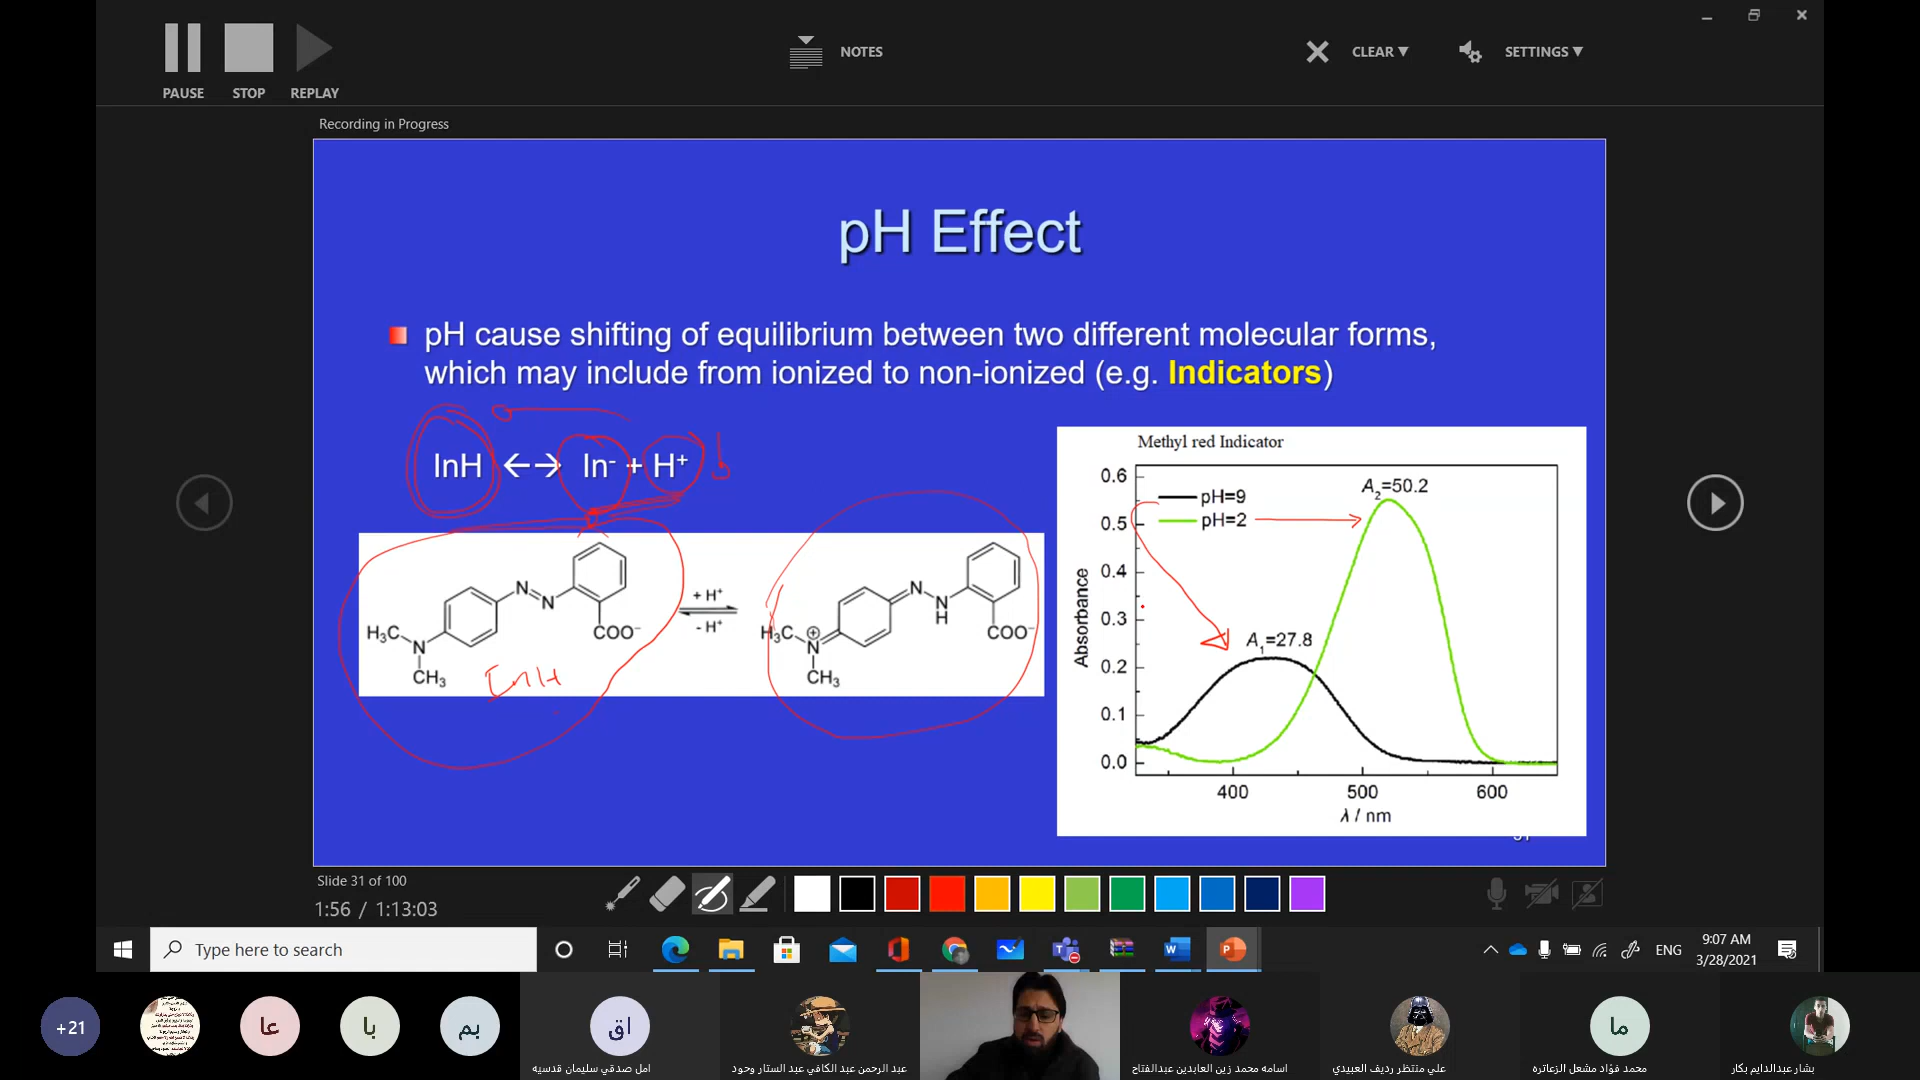 NOTES
CLEAR ▼
SETTINGS ▼
PAUSE STOP REPLAY
Recording in Progress
pH Effect
pH cause shifting of equilibrium between two different molecular forms,
which may include from ionized to non-ionized (e.g. Indicators)
InH ←→ In⁻ + H⁺
N N
COO⁻
H₃C N
CH₃
InH
+ H⁺
- H⁺
N N
H
COO⁻
H₃C N ⊕
CH₃
Methyl red Indicator
pH=9
pH=2
A₂=50.2
A₁=27.8
Absorbance
0.6
0.5
0.4
0.3
0.2
0.1
0.0
400 500 600
λ / nm
Slide 31 of 100
1:56 / 1:13:03
Type here to search
ENG
9:07 AM
3/28/2021
+21
عا
با
بم
اق
ما
امل صدقي سليمان قدسيه
عبد الرحمن عبد الكافي عبد الستار وحود
اسامه محمد زين العابدين عبدالفتاح
علي منتظر رديف العبيدي
محمد فؤاد مشعل الزعاتره
بشار عبدالدايم بكار